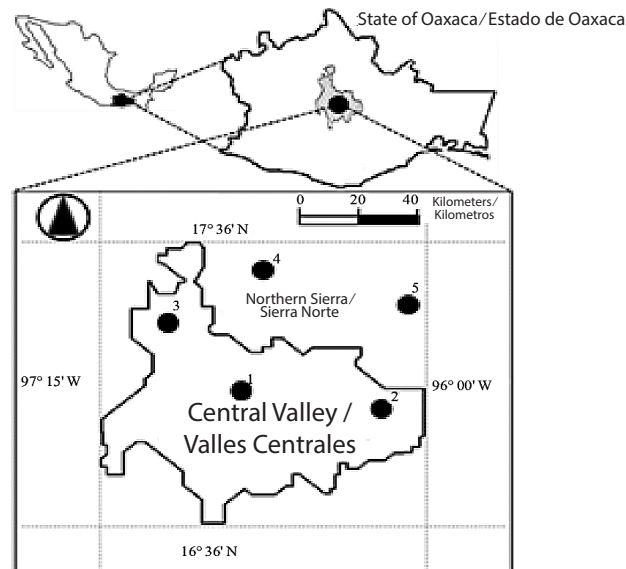 State of Oaxaca/Estado de Oaxaca
0 20 40 Kilometers/
Kilometros
17° 36' N
4
5
Northern Sierra/
Sierra Norte
3
97° 15' W
96° 00' W
1
2
Central Valley /
Valles Centrales
16° 36' N